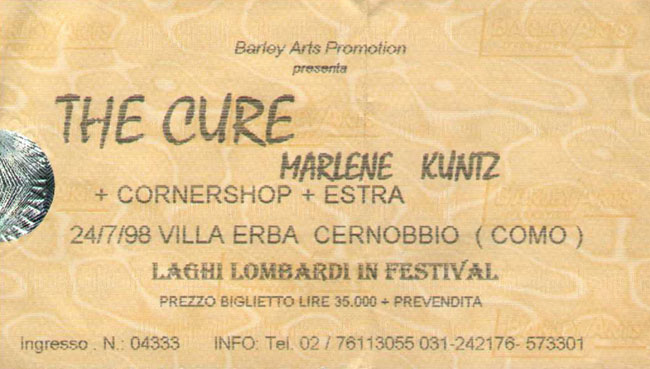 Barley Arts Promotion
presenta
THE CURE
MARLENE KUNTZ
+ CORNERSHOP + ESTRA
24/7/98 VILLA ERBA CERNOBBIO ( COMO )
LAGHI LOMBARDI IN FESTIVAL
PREZZO BIGLIETTO LIRE 35.000 + PREVENDITA
Ingresso . N.: 04333 INFO: Tel. 02 / 76113055 031-242176- 573301